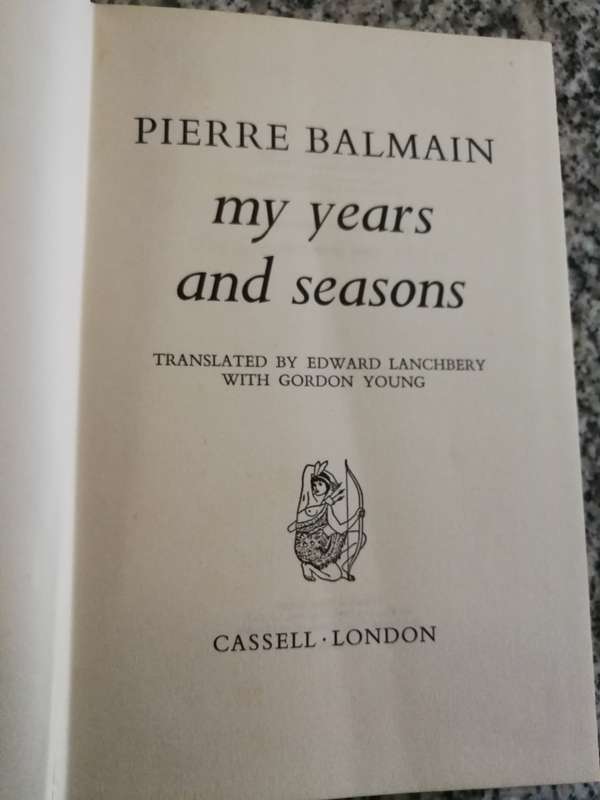 PIERRE BALMAIN
my years
and seasons
TRANSLATED BY EDWARD LANCHBERY
WITH GORDON YOUNG
CASSELL · LONDON